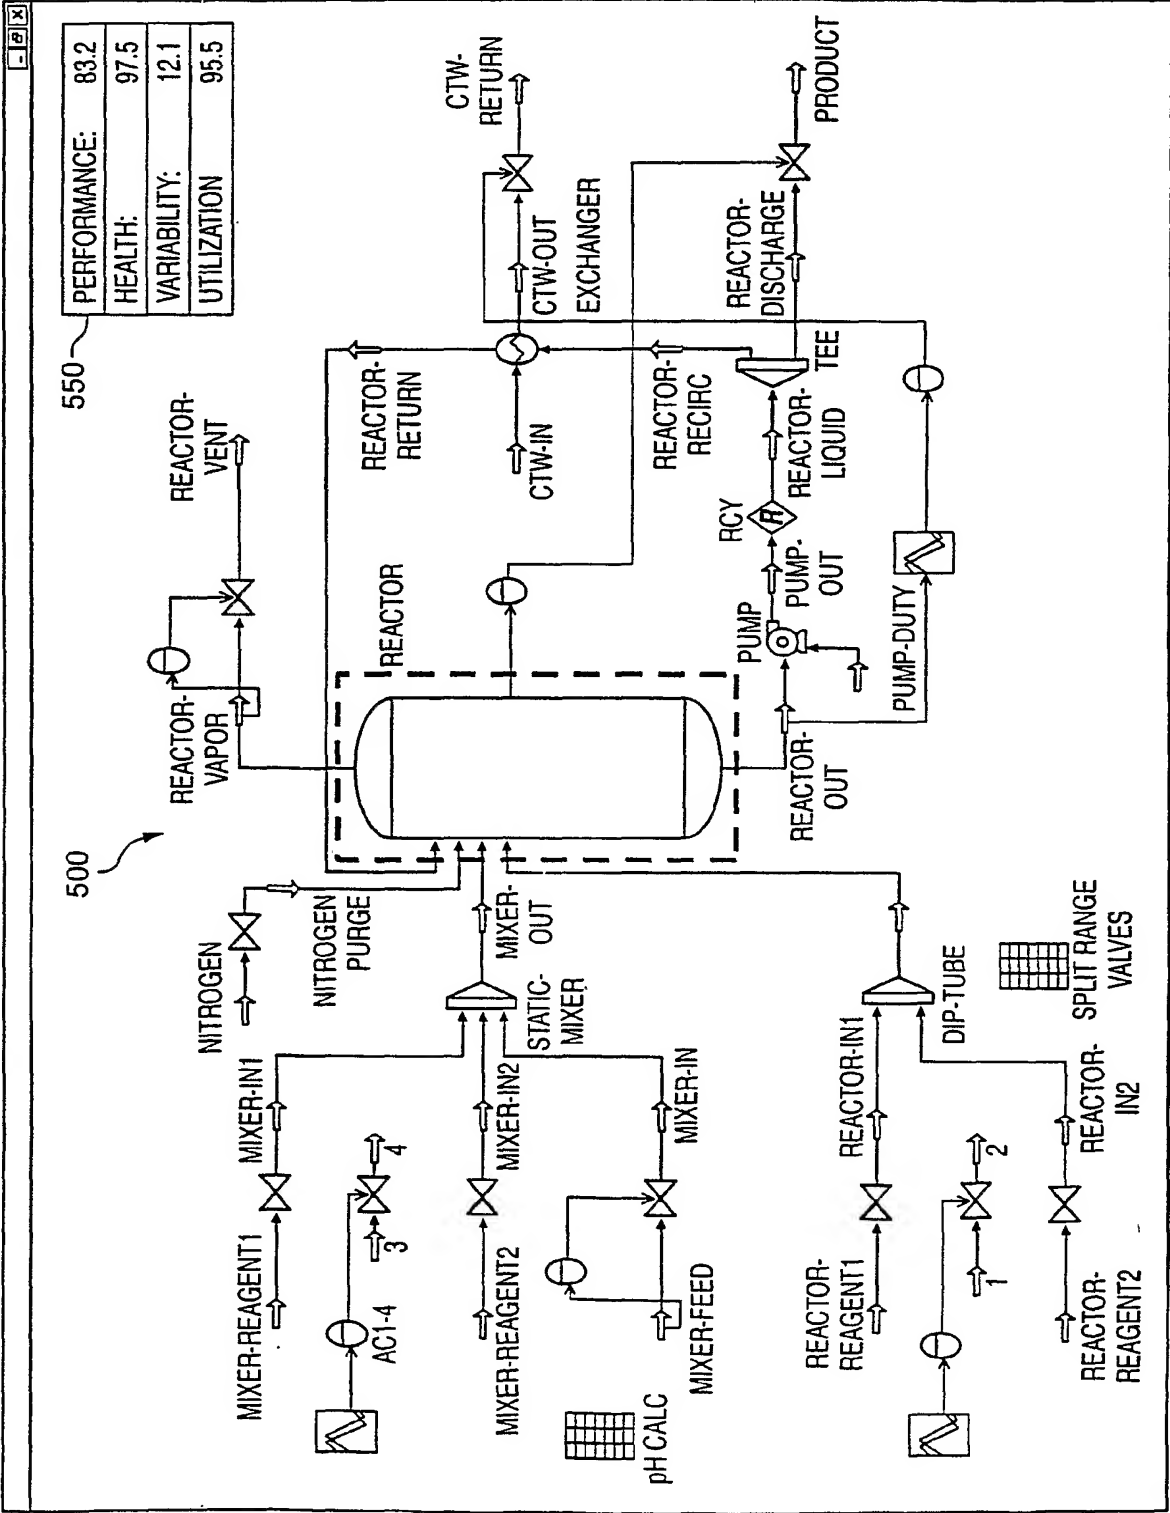 PERFORMANCE: 83.2
HEALTH: 97.5
VARIABILITY: 12.1
UTILIZATION 95.5
550
500
REACTOR-
VENT
REACTOR-
VAPOR
NITROGEN
NITROGEN
PURGE
MIXER-REAGENT1
MIXER-IN1
AC1-4
3
4
MIXER-REAGENT2
MIXER-IN2
STATIC-
MIXER
MIXER-
OUT
MIXER-FEED
MIXER-IN
pH CALC
REACTOR
REACTOR-
RETURN
CTW-IN
CTW-OUT
EXCHANGER
CTW-
RETURN
REACTOR-
RECIRC
REACTOR-
DISCHARGE
PRODUCT
TEE
REACTOR-
LIQUID
RCY
R
PUMP
PUMP-
OUT
PUMP-DUTY
REACTOR-
OUT
REACTOR-
REAGENT1
REACTOR-IN1
DIP-TUBE
1
2
REACTOR-
REAGENT2
REACTOR-
IN2
SPLIT RANGE
VALVES